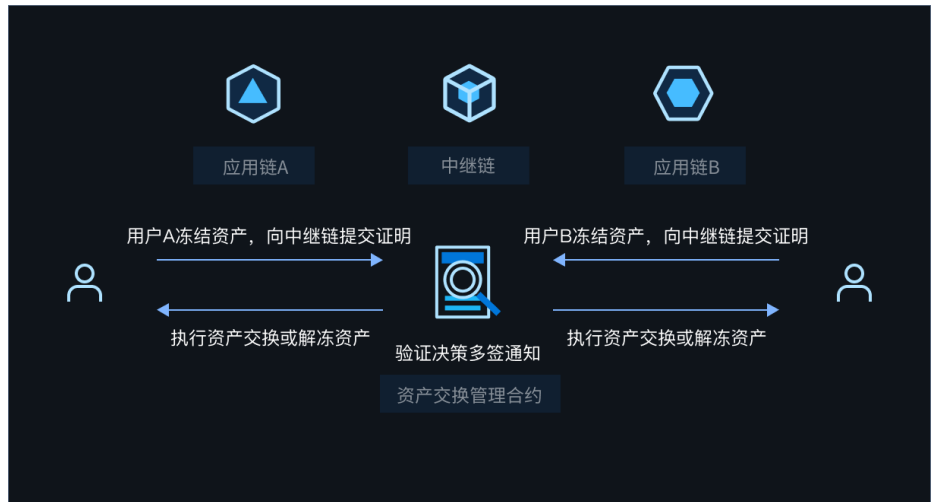 应用链A
中继链
应用链B
用户A冻结资产，向中继链提交证明
用户B冻结资产，向中继链提交证明
执行资产交换或解冻资产
执行资产交换或解冻资产
验证决策多签通知
资产交换管理合约